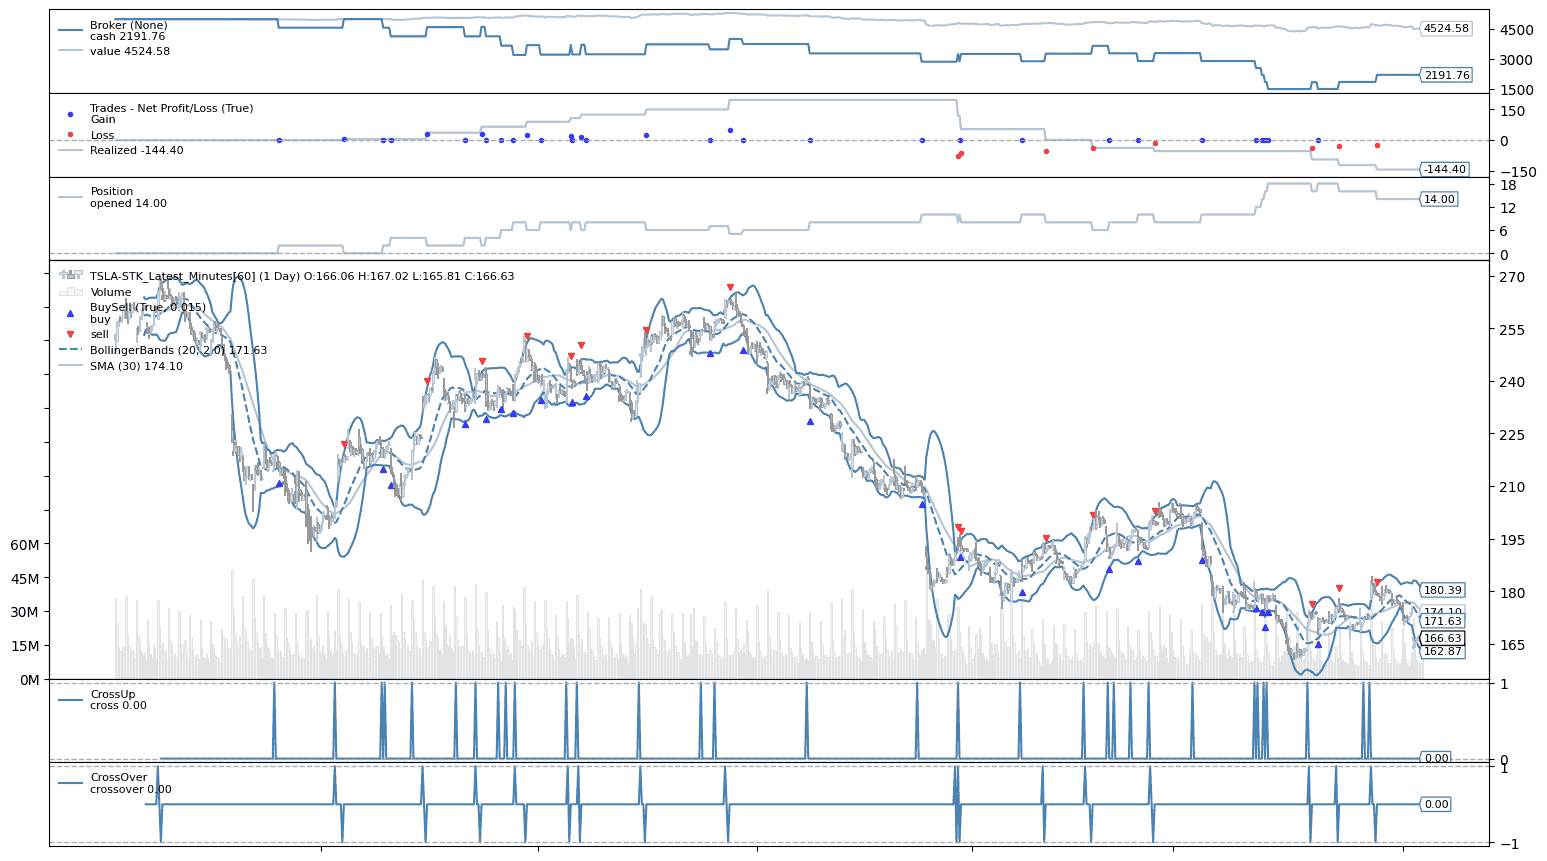 Broker (None)
cash 2191.76
value 4524.58
4524.58
2191.76
4500
3000
1500
Trades - Net Profit/Loss (True)
Gain
Loss
Realized -144.40
-144.40
150
0
−150
Position
opened 14.00
14.00
18
12
6
0
TSLA-STK_Latest_Minutes[60] (1 Day) O:166.06 H:167.02 L:165.81 C:166.63
Volume
BuySell (True, 0.015)
buy
sell
BollingerBands (20, 2.0) 171.63
SMA (30) 174.10
60M
45M
30M
15M
0M
270
255
240
225
210
195
180
165
180.39
174.10
171.63
166.63
162.87
CrossUp
cross 0.00
0.00
1
0
CrossOver
crossover 0.00
0.00
1
−1